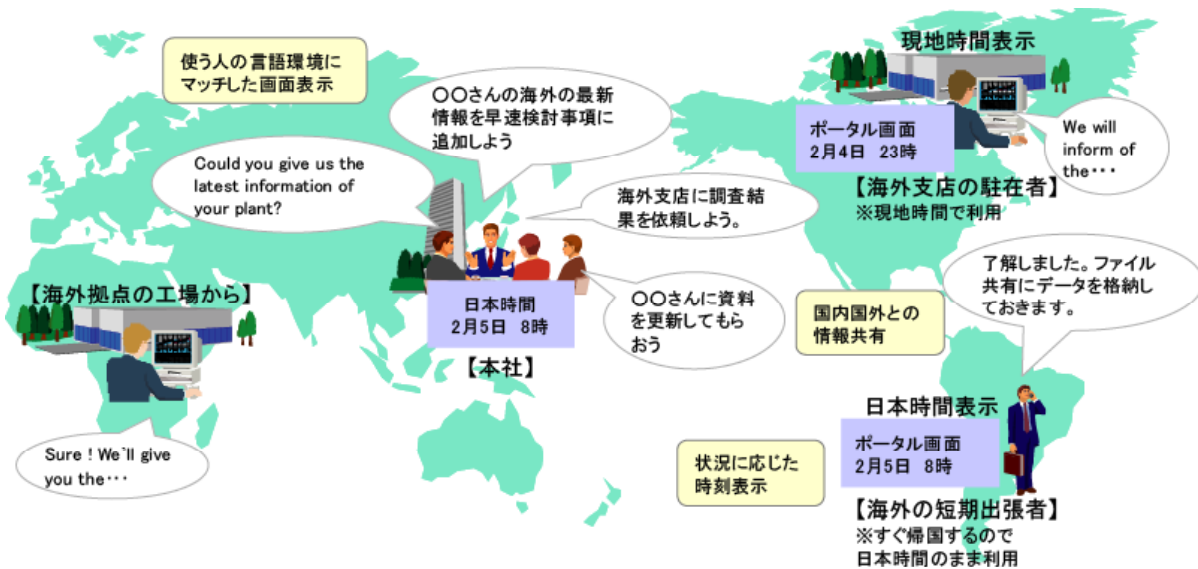 使う人の言語環境に
マッチした画面表示
〇〇さんの海外の最新
情報を早速検討事項に
追加しよう
Could you give us the
latest information of
your plant?
海外支店に調査結
果を依頼しよう。
〇〇さんに資料
を更新してもら
おう
日本時間
2月5日 8時
【本社】
【海外拠点の工場から】
Sure ! We'll give
you the・・・
現地時間表示
ポータル画面
2月4日 23時
We will
inform of
the・・・
【海外支店の駐在者】
※現地時間で利用
了解しました。ファイル
共有にデータを格納し
ておきます。
国内国外との
情報共有
日本時間表示
ポータル画面
2月5日 8時
状況に応じた
時刻表示
【海外の短期出張者】
※すぐ帰国するので
日本時間のまま利用